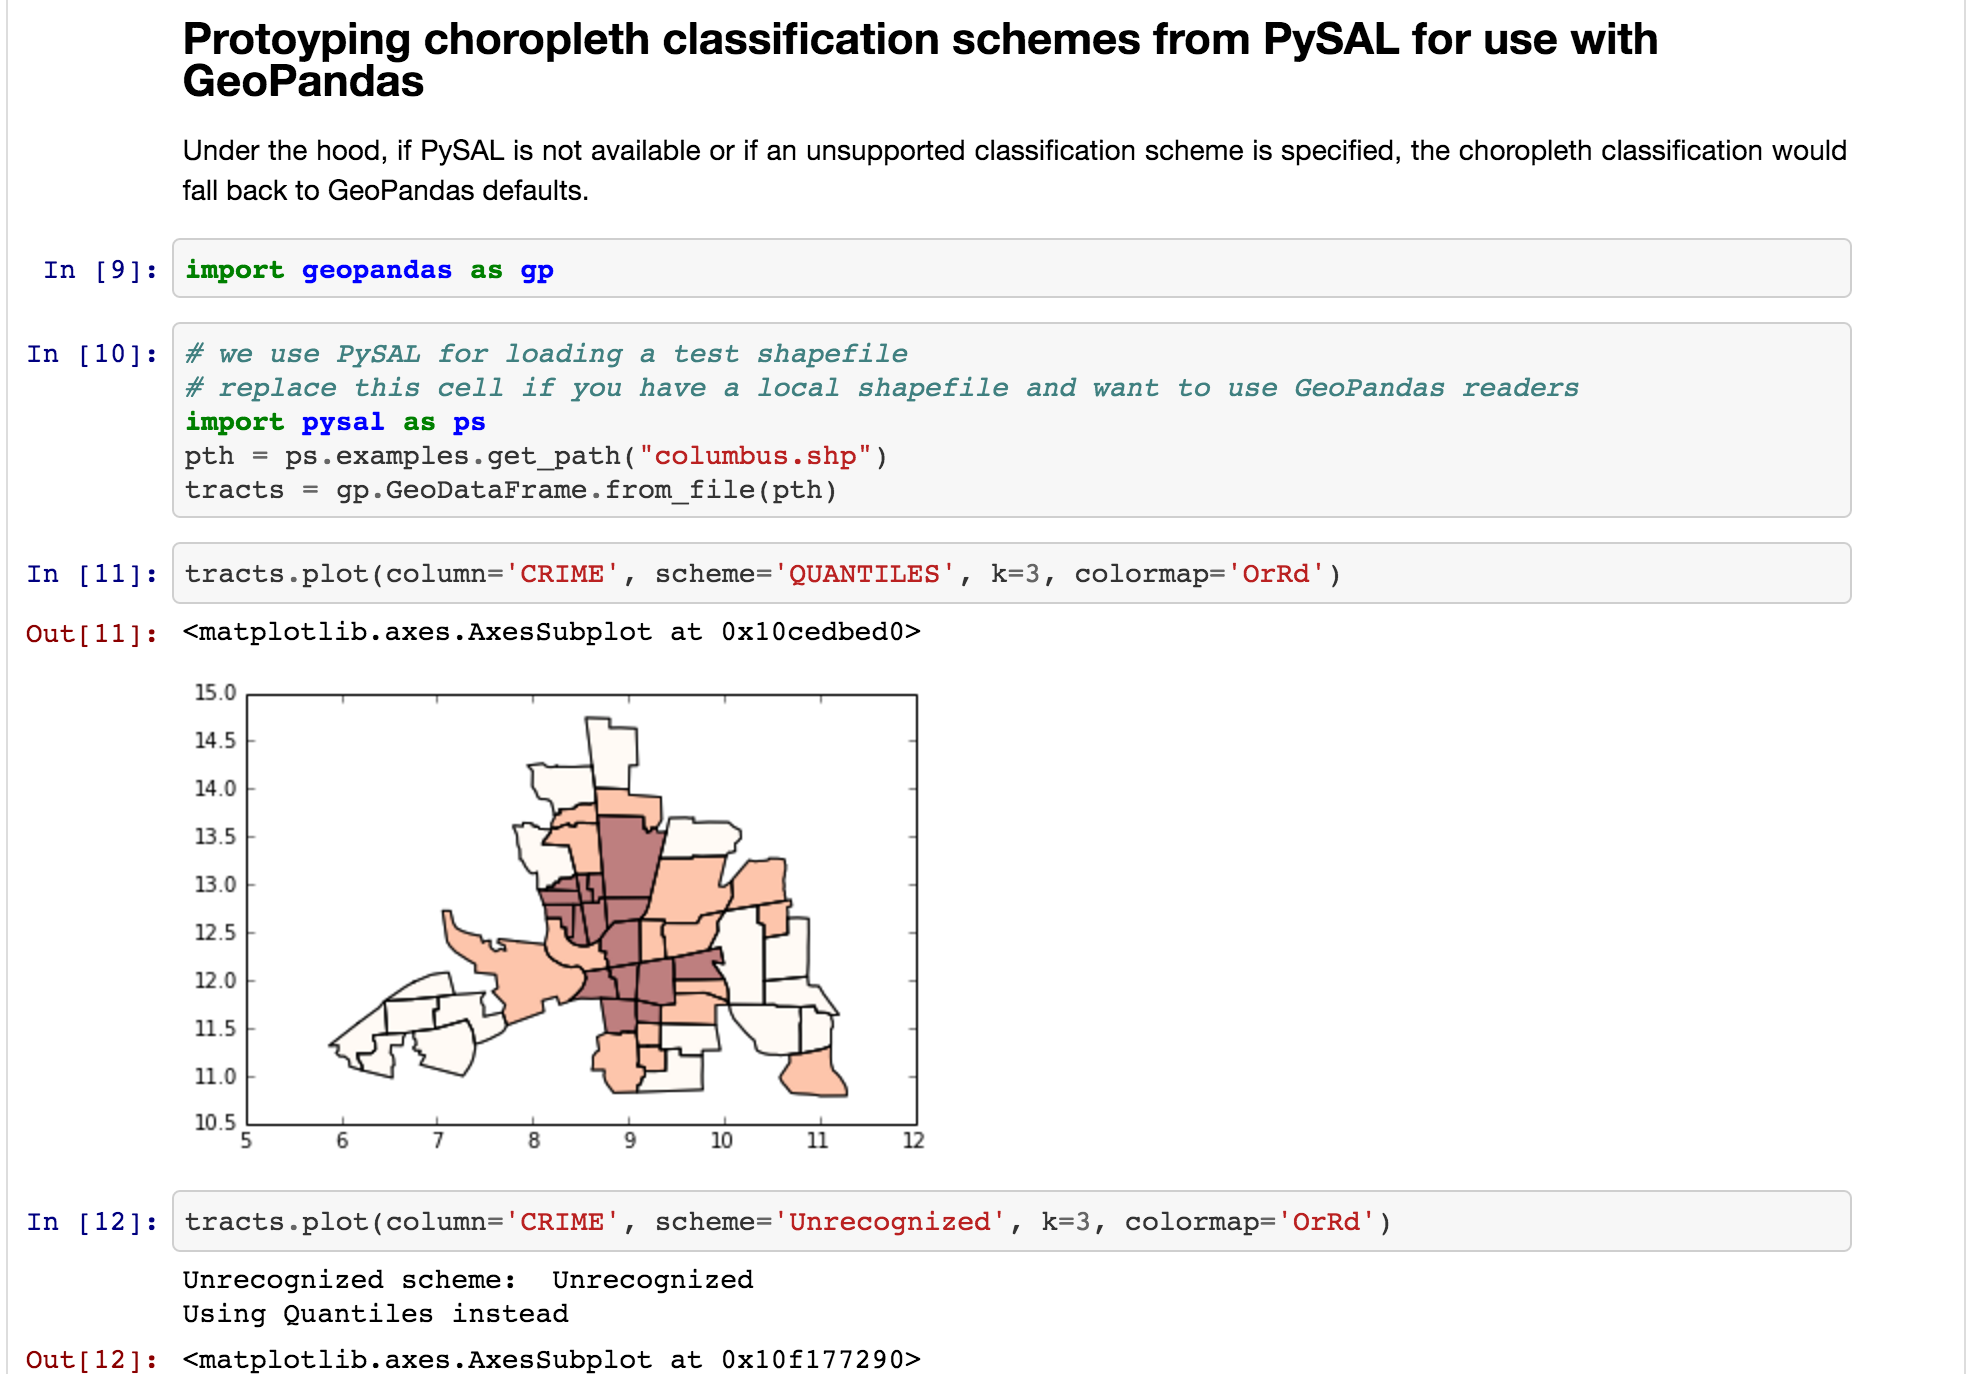 Protoyping choropleth classification schemes from PySAL for use with
GeoPandas
Under the hood, if PySAL is not available or if an unsupported classification scheme is specified, the choropleth classification would
fall back to GeoPandas defaults.
In [9]: import geopandas as gp
In [10]: # we use PySAL for loading a test shapefile
# replace this cell if you have a local shapefile and want to use GeoPandas readers
import pysal as ps
pth = ps.examples.get_path("columbus.shp")
tracts = gp.GeoDataFrame.from_file(pth)
In [11]: tracts.plot(column='CRIME', scheme='QUANTILES', k=3, colormap='OrRd')
Out[11]: <matplotlib.axes.AxesSubplot at 0x10cedbed0>
15.0
14.5
14.0
13.5
13.0
12.5
12.0
11.5
11.0
10.5
5 6 7 8 9 10 11 12
In [12]: tracts.plot(column='CRIME', scheme='Unrecognized', k=3, colormap='OrRd')
Unrecognized scheme:  Unrecognized
Using Quantiles instead
Out[12]: <matplotlib.axes.AxesSubplot at 0x10f177290>